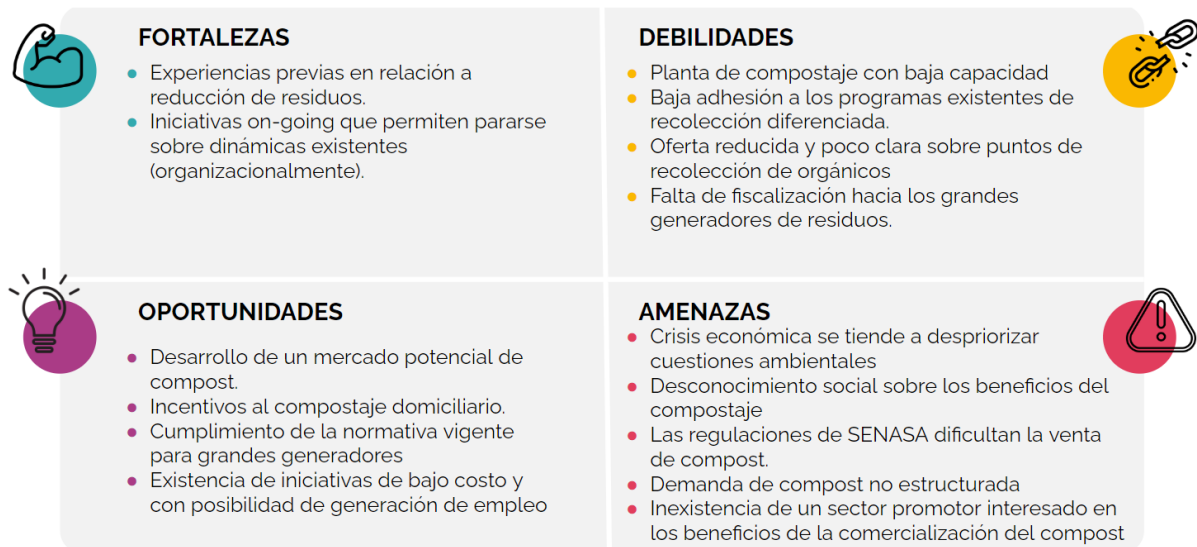 FORTALEZAS
Experiencias previas en relación a
reducción de residuos.
Iniciativas on-going que permiten pararse
sobre dinámicas existentes
(organizacionalmente).
DEBILIDADES
Planta de compostaje con baja capacidad
Baja adhesión a los programas existentes de
recolección diferenciada.
Oferta reducida y poco clara sobre puntos de
recolección de orgánicos
Falta de fiscalización hacia los grandes
generadores de residuos.
OPORTUNIDADES
Desarrollo de un mercado potencial de
compost.
Incentivos al compostaje domiciliario.
Cumplimiento de la normativa vigente
para grandes generadores
Existencia de iniciativas de bajo costo y
con posibilidad de generación de empleo
AMENAZAS
Crisis económica se tiende a despriorizar
cuestiones ambientales
Desconocimiento social sobre los beneficios del
compostaje
Las regulaciones de SENASA dificultan la venta
de compost.
Demanda de compost no estructurada
Inexistencia de un sector promotor interesado en
los beneficios de la comercialización del compost